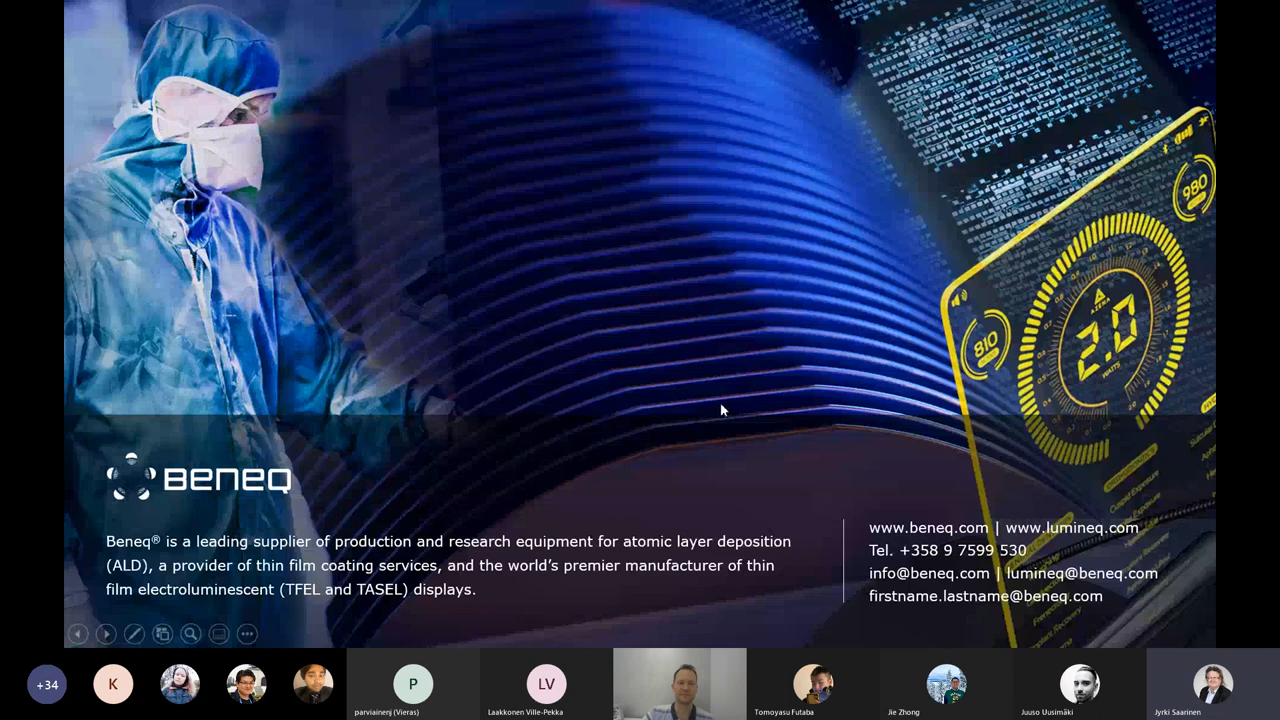 980
810
AZENA
2.0
WATTS
BENEQ
Beneq® is a leading supplier of production and research equipment for atomic layer deposition
(ALD), a provider of thin film coating services, and the world's premier manufacturer of thin
film electroluminescent (TFEL and TASEL) displays.
www.beneq.com | www.lumineq.com
Tel. +358 9 7599 530
info@beneq.com | lumineq@beneq.com
firstname.lastname@beneq.com
+34
K
P
LV
parviainenj (Vieras)
Laakkonen Ville-Pekka
Tomoyasu Futaba
Jie Zhong
Juuso Uusimäki
Jyrki Saarinen